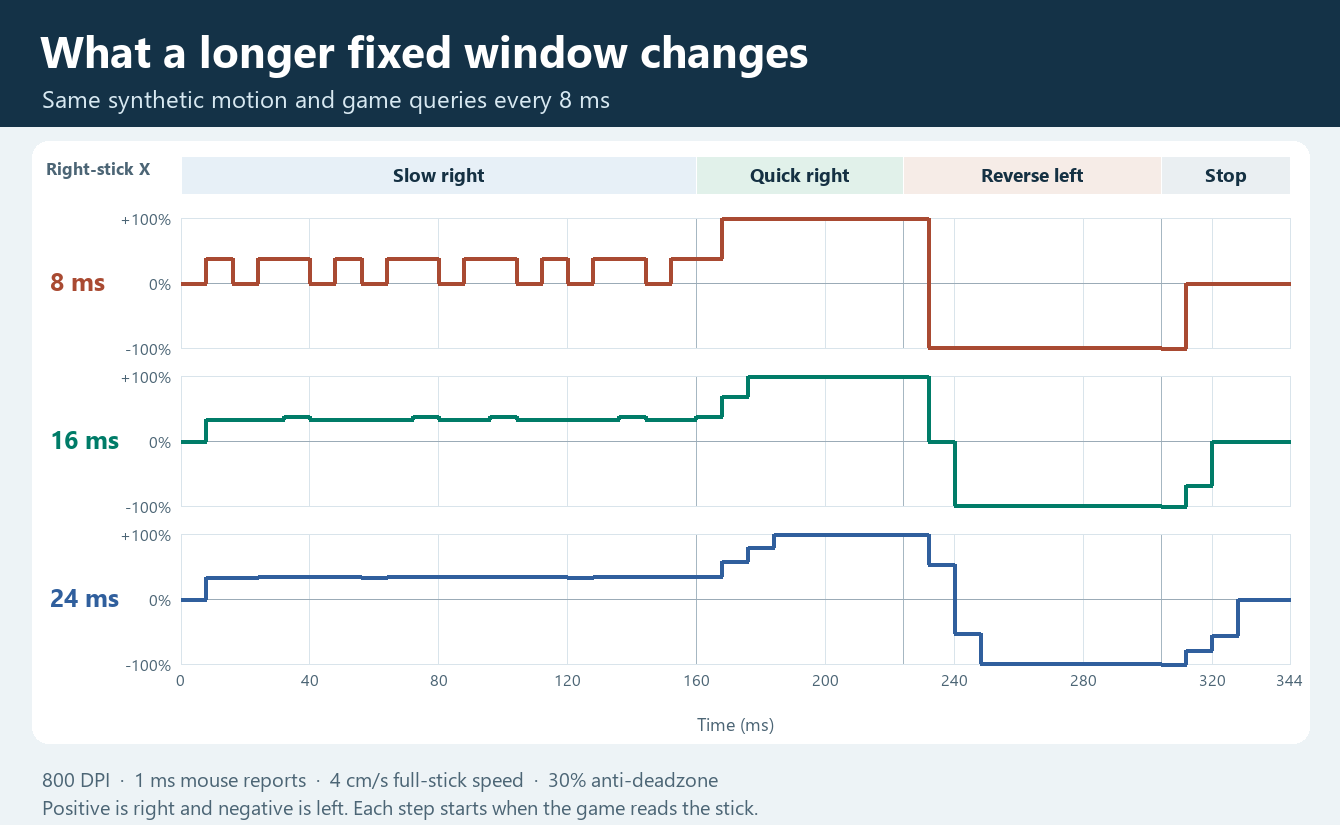 What a longer fixed window changes
Same synthetic motion and game queries every 8 ms
Right-stick X
Slow right
Quick right
Reverse left
Stop
+100%
8 ms
0%
-100%
+100%
16 ms
0%
-100%
+100%
24 ms
0%
-100%
0 40 80 120 160 200 240 280 320 344
Time (ms)
800 DPI · 1 ms mouse reports · 4 cm/s full-stick speed · 30% anti-deadzone
Positive is right and negative is left. Each step starts when the game reads the stick.